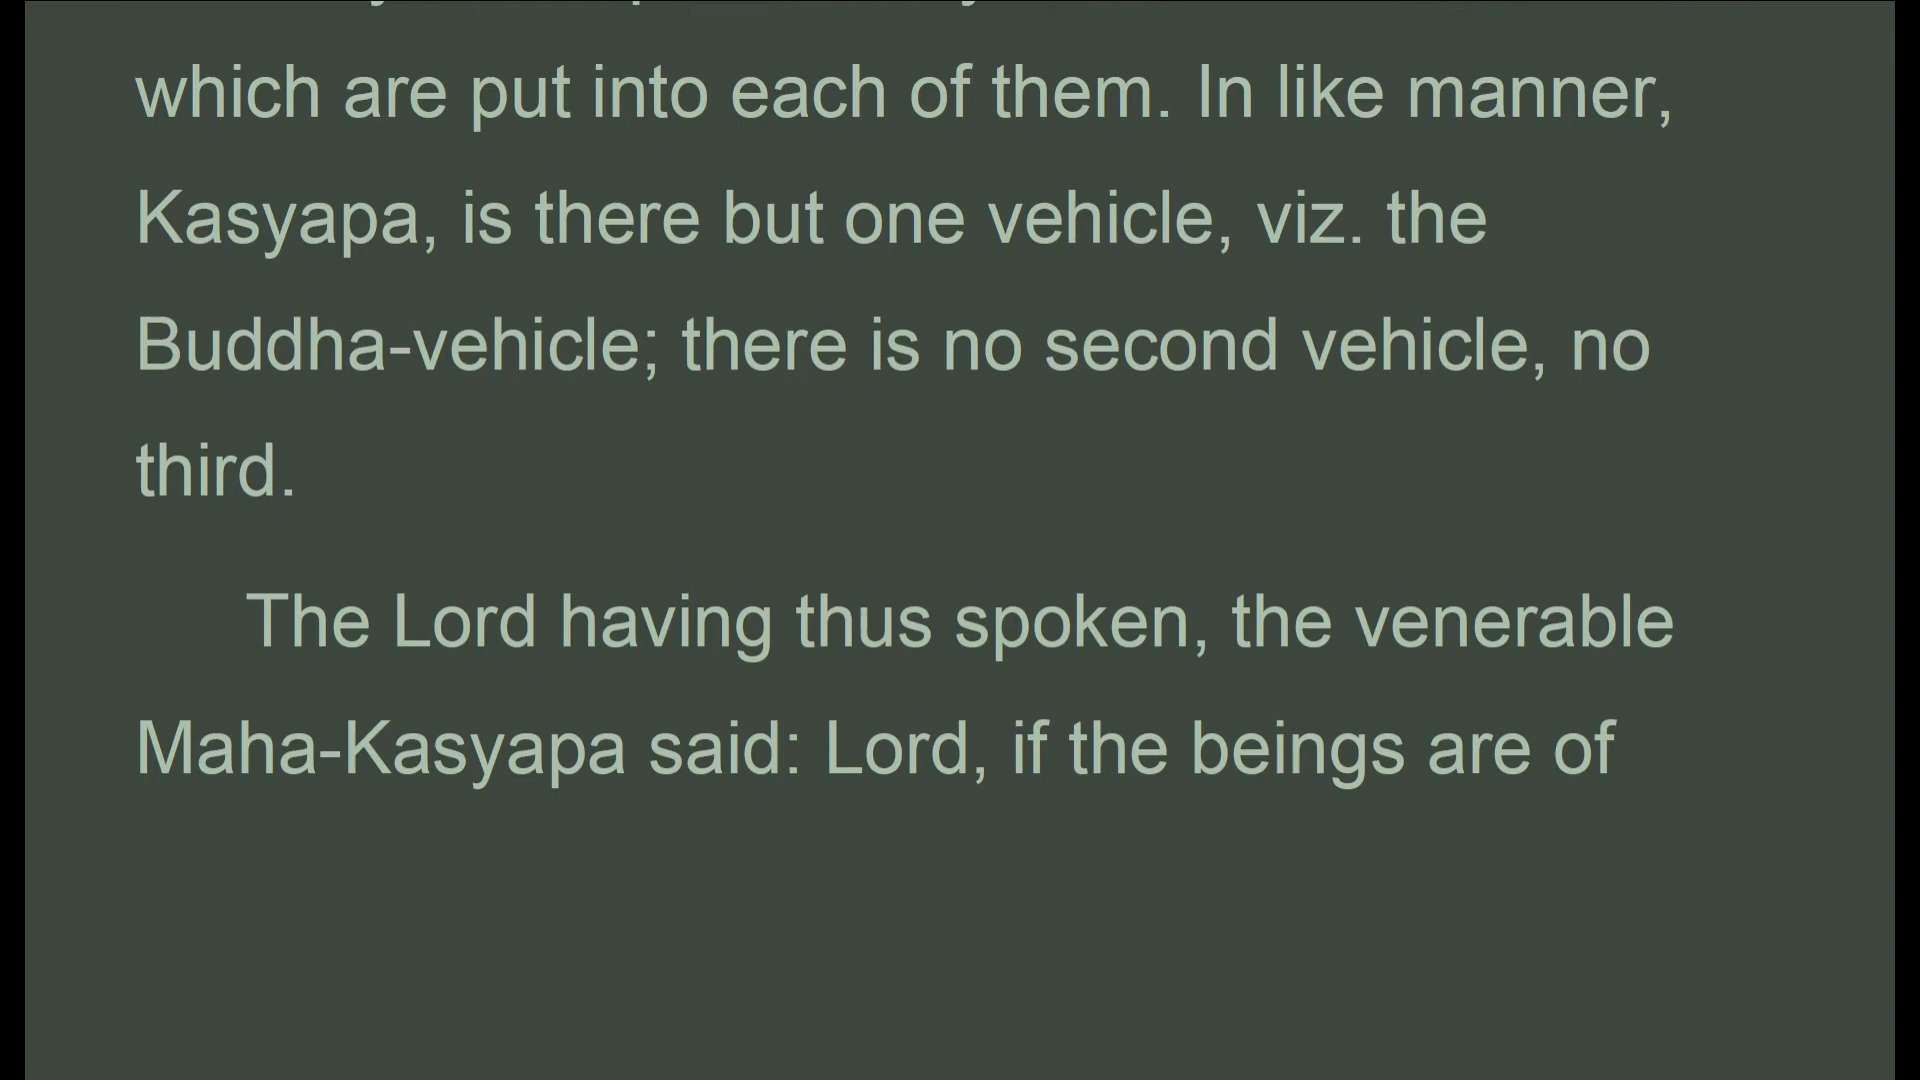 which are put into each of them. In like manner,
Kasyapa, is there but one vehicle, viz. the
Buddha-vehicle; there is no second vehicle, no
third.
The Lord having thus spoken, the venerable
Maha-Kasyapa said: Lord, if the beings are of